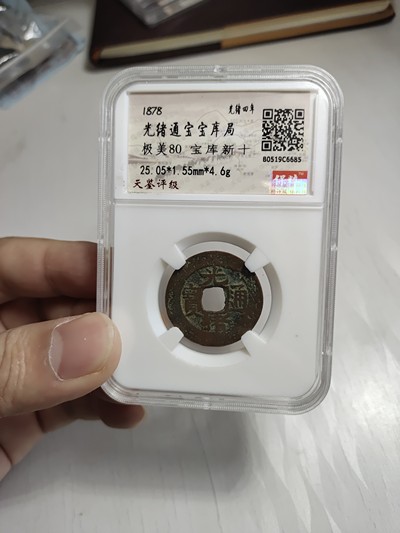 1878 光绪四年
光绪通宝宝库局
极美80 宝库新十
25.05*1.55mm*4.6g
天鉴评级
80519C6685
光
通
寶